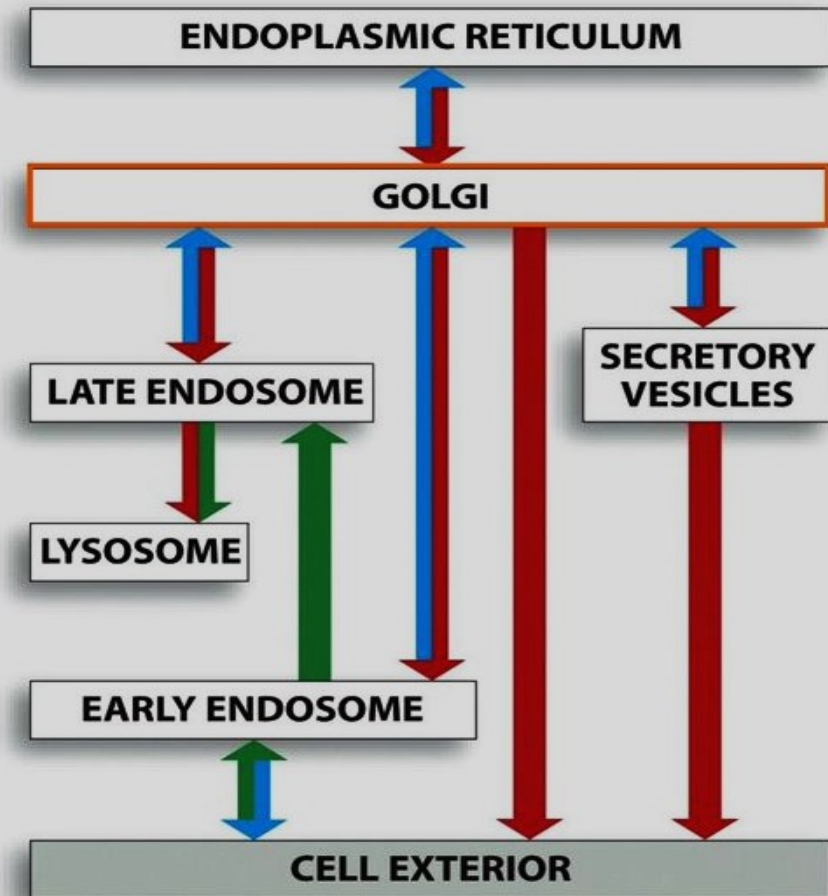 ENDOPLASMIC RETICULUM
GOLGI
LATE ENDOSOME
SECRETORY
VESICLES
LYSOSOME
EARLY ENDOSOME
CELL EXTERIOR